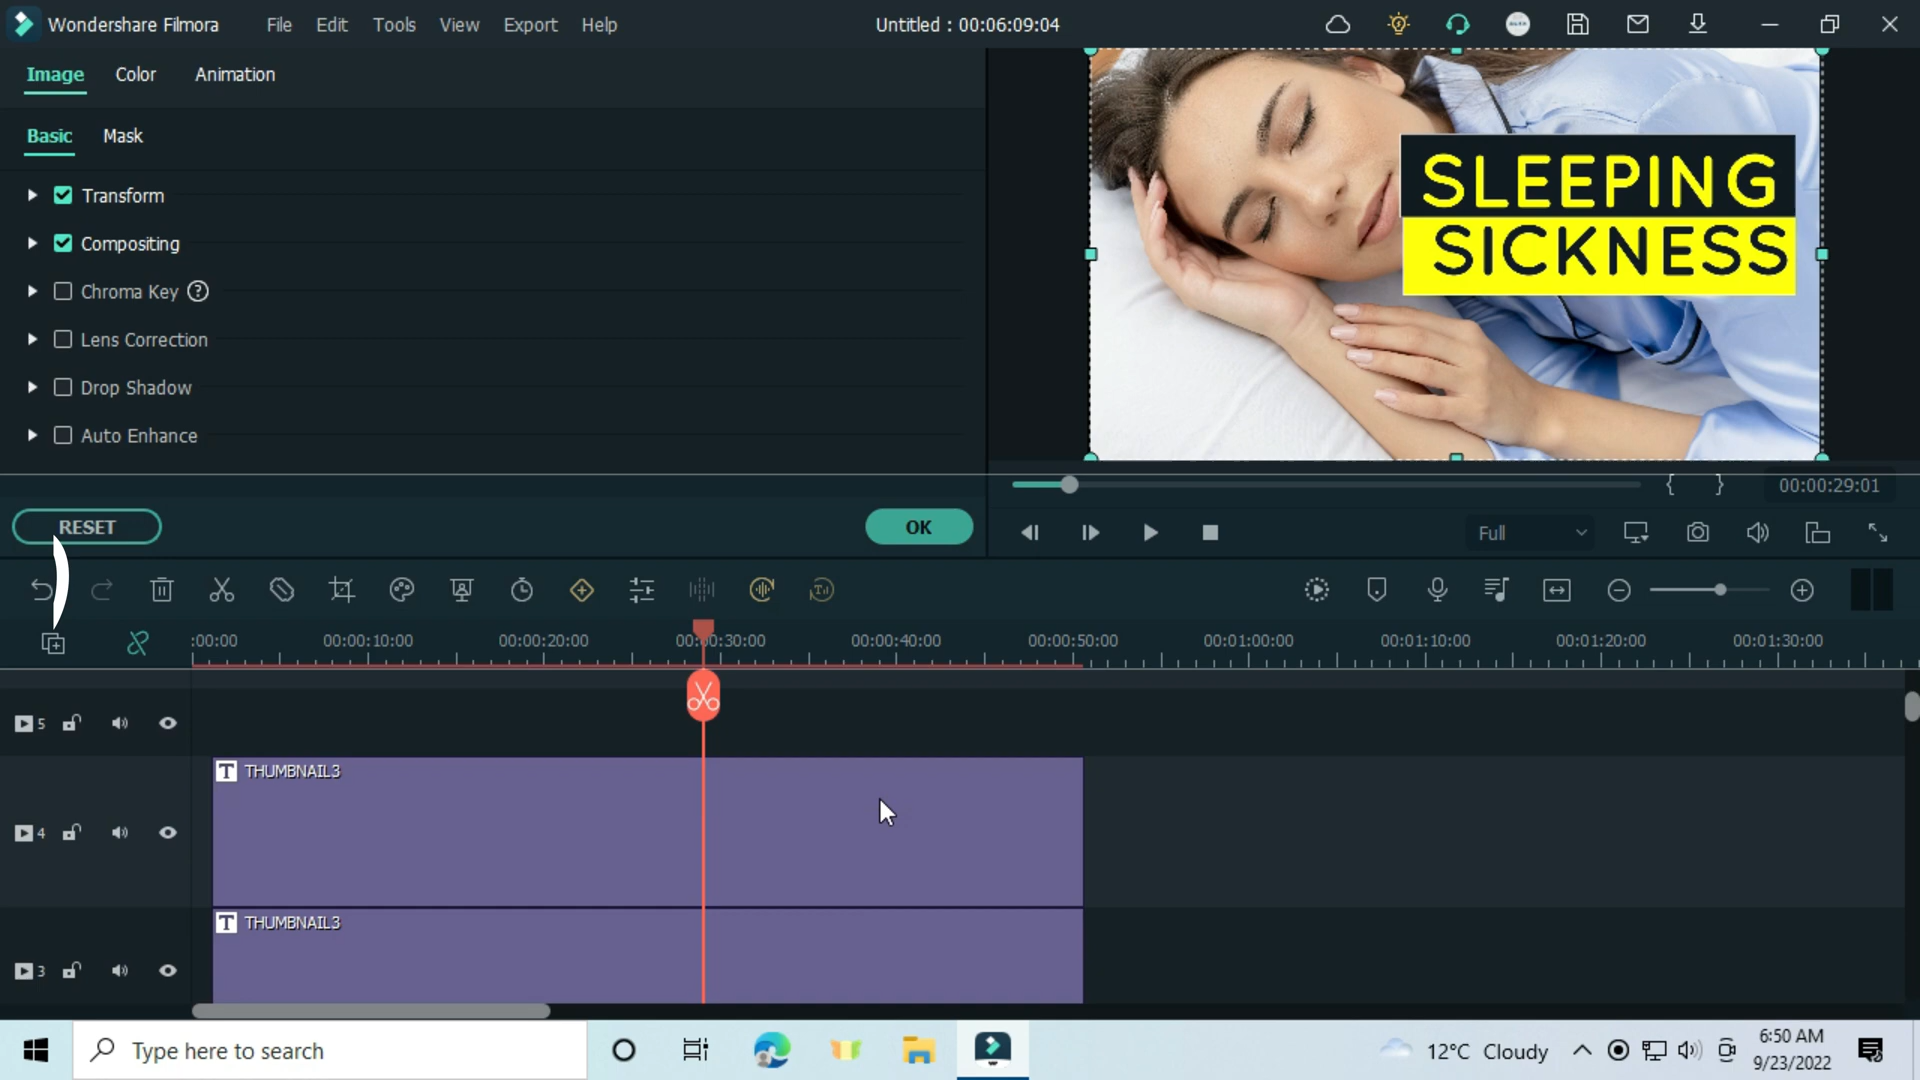 Wondershare Filmora File Edit Tools View Export Help Untitled : 00:06:09:04
Image Color Animation
Basic Mask
Transform
Compositing
Chroma Key ?
Lens Correction
Drop Shadow
Auto Enhance
RESET OK
SLEEPING
SICKNESS
{ } 00:00:29:01
Full
:00:00 00:00:10:00 00:00:20:00 00:00:30:00 00:00:40:00 00:00:50:00 00:01:00:00 00:01:10:00 00:01:20:00 00:01:30:00
5
T THUMBNAIL3
4
T THUMBNAIL3
3
Type here to search
12°C Cloudy
6:50 AM
9/23/2022